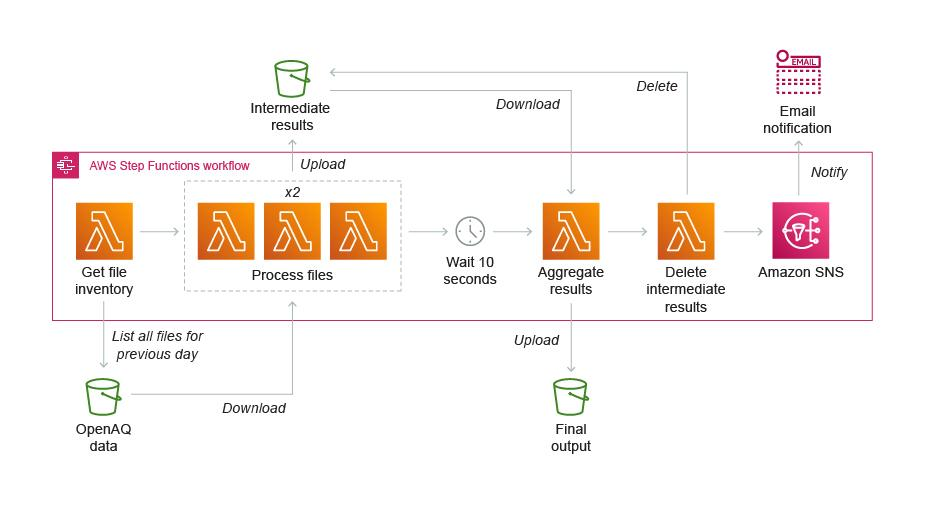 EMAIL
Intermediate
results
Download
Delete
Email
notification
AWS Step Functions workflow
Upload
Notify
x2
Get file
inventory
Process files
Wait 10
seconds
Aggregate
results
Delete
intermediate
results
Amazon SNS
List all files for
previous day
Upload
Download
OpenAQ
data
Final
output